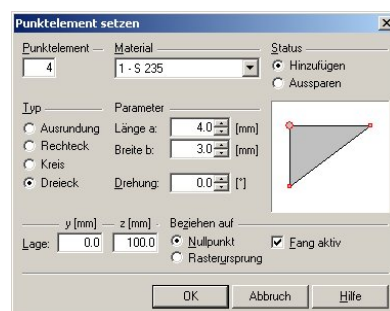 Punktelement setzen
Punktelement Material Status
4 1 - S 235 Hinzufügen
Aussparen
Typ Parameter
Ausrundung Länge a: 4.0 [mm]
Rechteck Breite b: 3.0 [mm]
Kreis
Dreieck Drehung: 0.0 [°]
y [mm] z [mm] Beziehen auf
Lage: 0.0 100.0 Nullpunkt Fang aktiv
Rasterursprung
OK Abbruch Hilfe